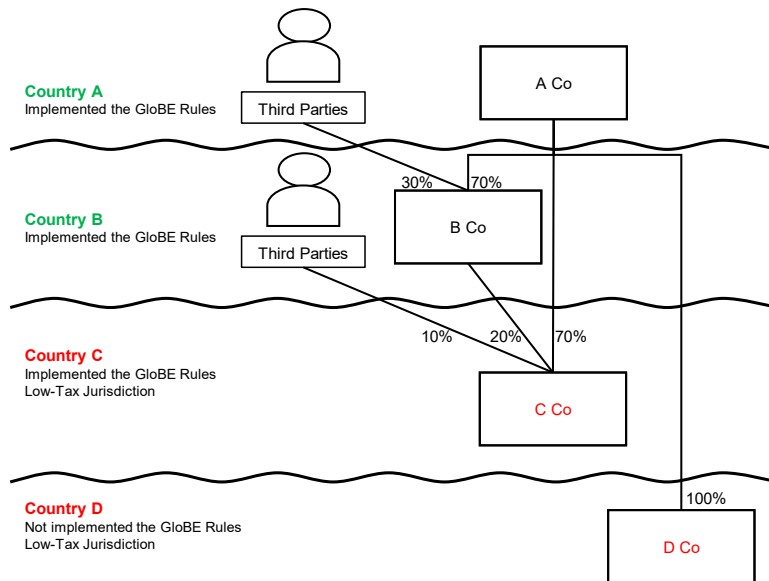 Country A
Implemented the GloBE Rules
Third Parties
A Co
30%
70%
Country B
Implemented the GloBE Rules
Third Parties
B Co
10%
20%
70%
Country C
Implemented the GloBE Rules
Low-Tax Jurisdiction
C Co
100%
Country D
Not implemented the GloBE Rules
Low-Tax Jurisdiction
D Co